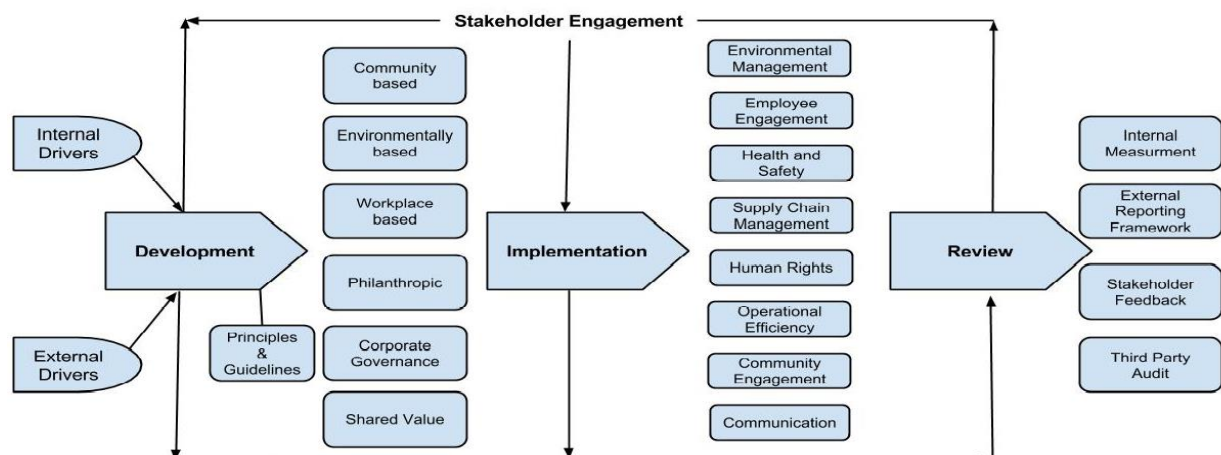 Stakeholder Engagement
Internal
Drivers
External
Drivers
Development
Principles
&
Guidelines
Community
based
Environmentally
based
Workplace
based
Philanthropic
Corporate
Governance
Shared Value
Implementation
Environmental
Management
Employee
Engagement
Health and
Safety
Supply Chain
Management
Human Rights
Operational
Efficiency
Community
Engagement
Communication
Review
Internal
Measurment
External
Reporting
Framework
Stakeholder
Feedback
Third Party
Audit